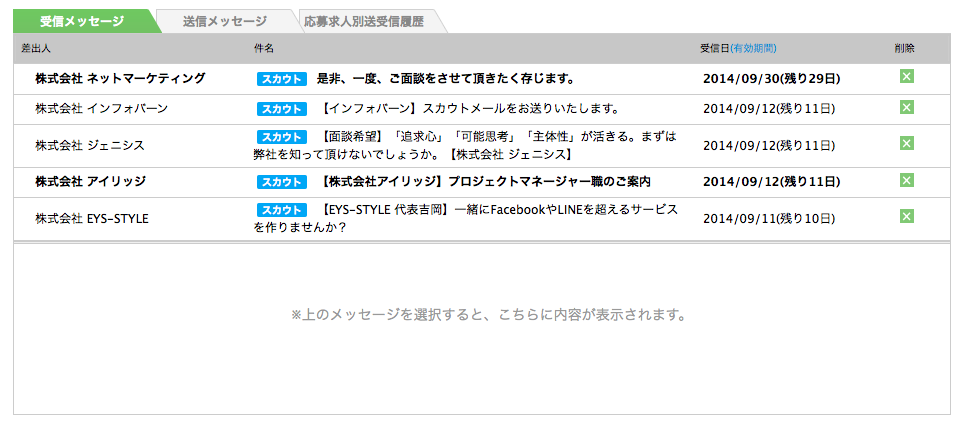 受信メッセージ 送信メッセージ 応募求人別送受信履歴
差出人 件名 受信日(有効期間) 削除
株式会社 ネットマーケティング スカウト 是非、一度、ご面談をさせて頂きたく存じます。 2014/09/30(残り29日)
株式会社 インフォバーン スカウト 【インフォバーン】スカウトメールをお送りいたします。 2014/09/12(残り11日)
株式会社 ジェニシス スカウト 【面談希望】「追求心」「可能思考」「主体性」が活きる。まずは
弊社を知って頂けないでしょうか。【株式会社 ジェニシス】 2014/09/12(残り11日)
株式会社 アイリッジ スカウト 【株式会社アイリッジ】プロジェクトマネージャー職のご案内 2014/09/12(残り11日)
株式会社 EYS-STYLE スカウト 【EYS-STYLE 代表吉岡】一緒にFacebookやLINEを超えるサービス
を作りませんか？ 2014/09/11(残り10日)
※上のメッセージを選択すると、こちらに内容が表示されます。